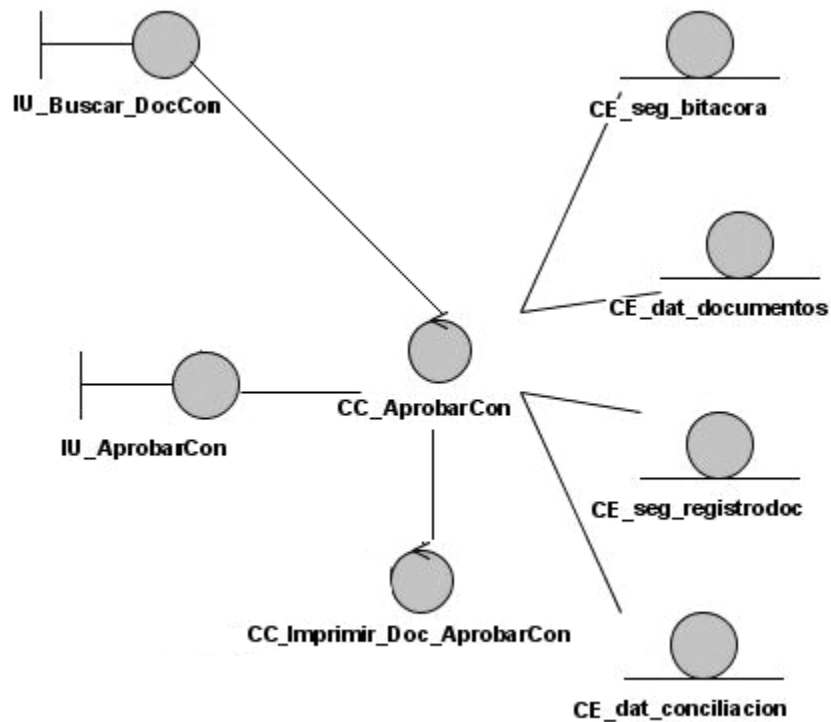 IU_Buscar_DocCon
CE_seg_bitacora
CE_dat_documentos
CC_AprobarCon
IU_AprobarCon
CE_seg_registrodoc
CC_Imprimir_Doc_AprobarCon
CE_dat_conciliacion